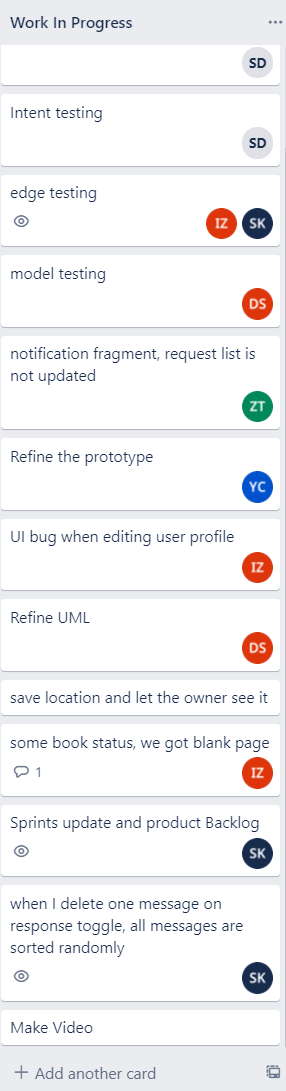 Work In Progress
SD
Intent testing
SD
edge testing
IZ SK
model testing
DS
notification fragment, request list is
not updated
ZT
Refine the prototype
YC
UI bug when editing user profile
IZ
Refine UML
DS
save location and let the owner see it
some book status, we got blank page
1 IZ
Sprints update and product Backlog
SK
when I delete one message on
response toggle, all messages are
sorted randomly
SK
Make Video
+ Add another card